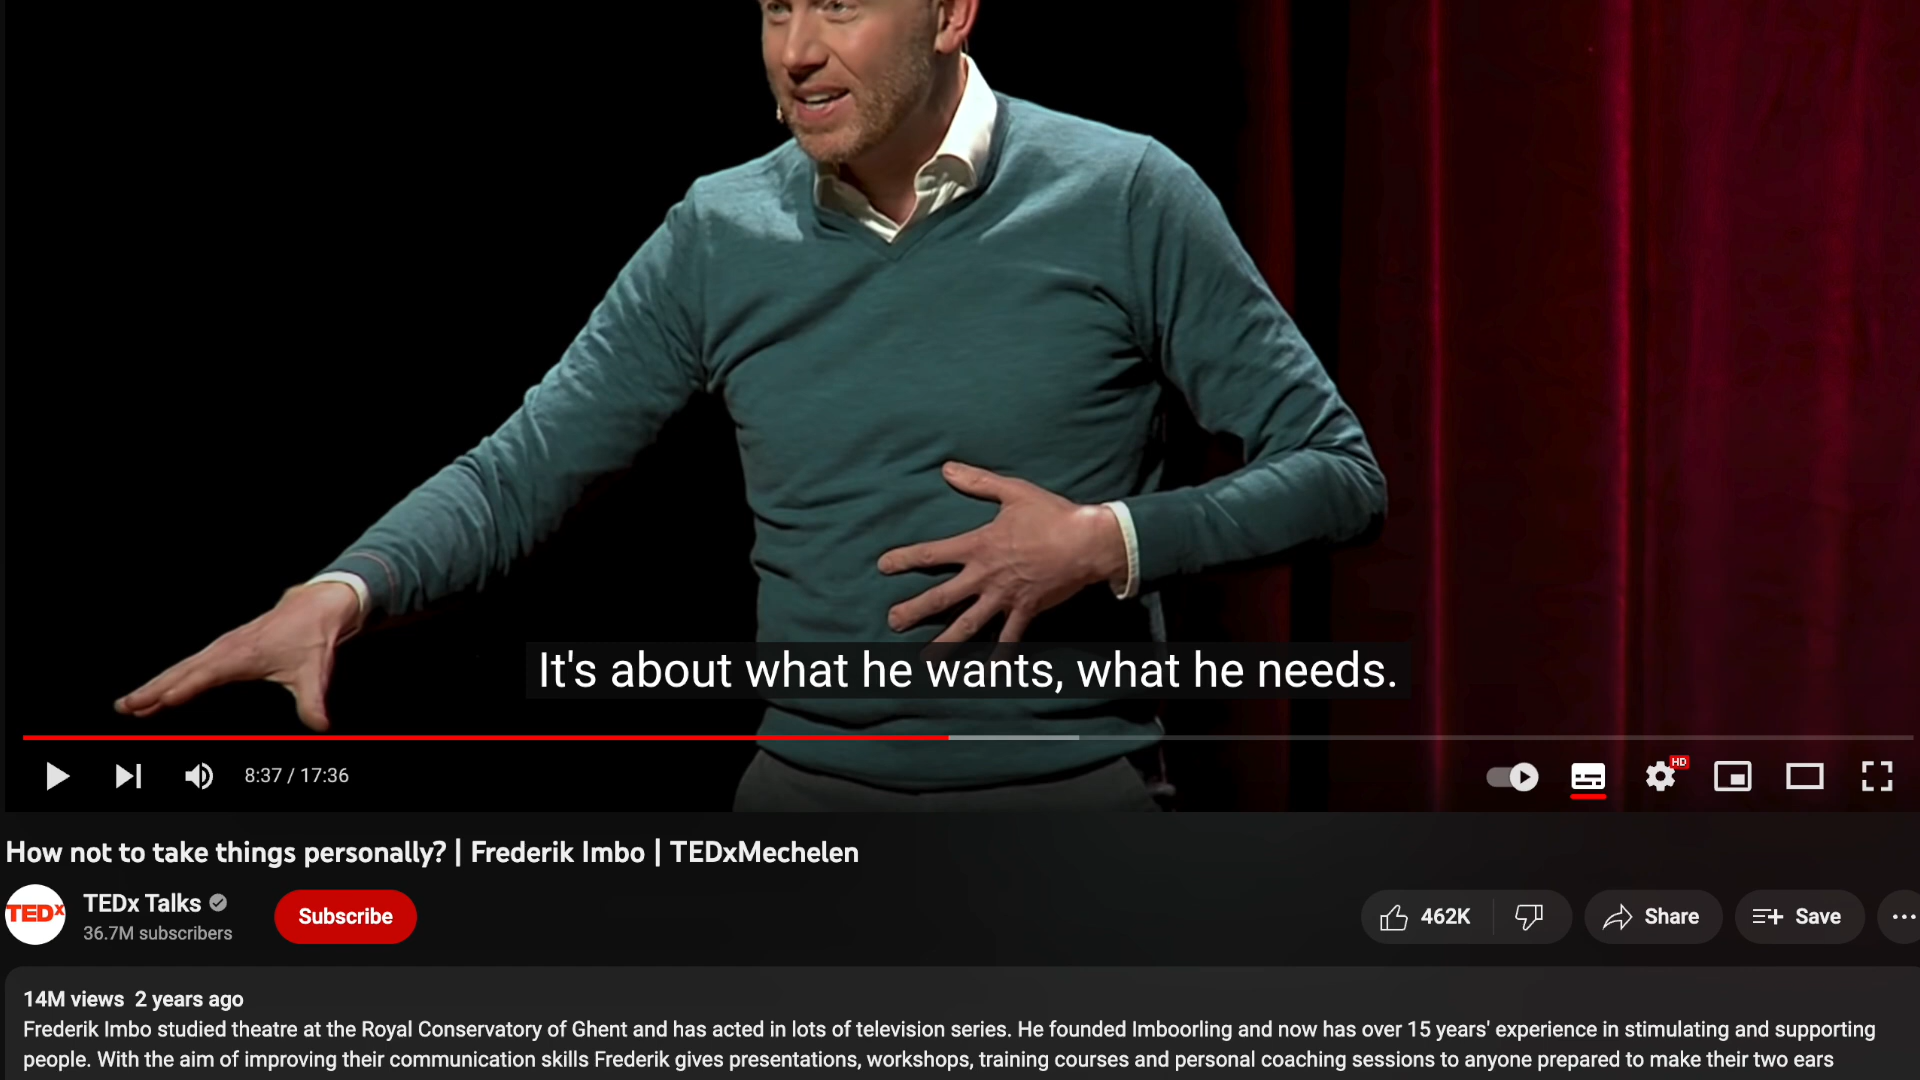 It's about what he wants, what he needs.
8:37 / 17:36
HD
How not to take things personally? | Frederik Imbo | TEDxMechelen
TEDx
TEDx Talks
36.7M subscribers
Subscribe
462K
Share
Save
14M views 2 years ago
Frederik Imbo studied theatre at the Royal Conservatory of Ghent and has acted in lots of television series. He founded Imboorling and now has over 15 years' experience in stimulating and supporting
people. With the aim of improving their communication skills Frederik gives presentations, workshops, training courses and personal coaching sessions to anyone prepared to make their two ears